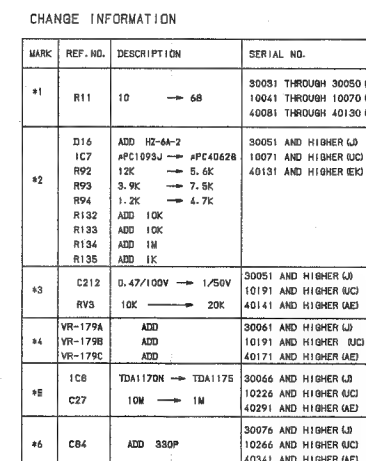 CHANGE INFORMATION
MARK REF. NO. DESCRIPTION SERIAL NO.
*1 R11 10 → 68 30031 THROUGH 30050
10041 THROUGH 10070
40081 THROUGH 40130
*2 D16 ADD HZ-6A-2 30051 AND HIGHER (J)
IC7 μPC1093J → μPC4062B 10071 AND HIGHER (UC)
R92 12K → 5.6K 40131 AND HIGHER (EK)
R93 3.9K → 7.5K
R94 1.2K → 4.7K
R132 ADD 10K
R133 ADD 10K
R134 ADD 1M
R135 ADD 1K
*3 C212 0.47/100V → 1/50V 30051 AND HIGHER (J)
10191 AND HIGHER (UC)
RV3 10K → 20K 40141 AND HIGHER (AE)
*4 VR-179A ADD 30061 AND HIGHER (J)
VR-179B ADD 10191 AND HIGHER (UC)
VR-179C ADD 40171 AND HIGHER (AE)
*5 IC8 TDA1170N → TDA1175 30066 AND HIGHER (J)
10226 AND HIGHER (UC)
C27 10M → 1M 40291 AND HIGHER (AE)
*6 C84 ADD 330P 30076 AND HIGHER (J)
10266 AND HIGHER (UC)
40341 AND HIGHER (AE)